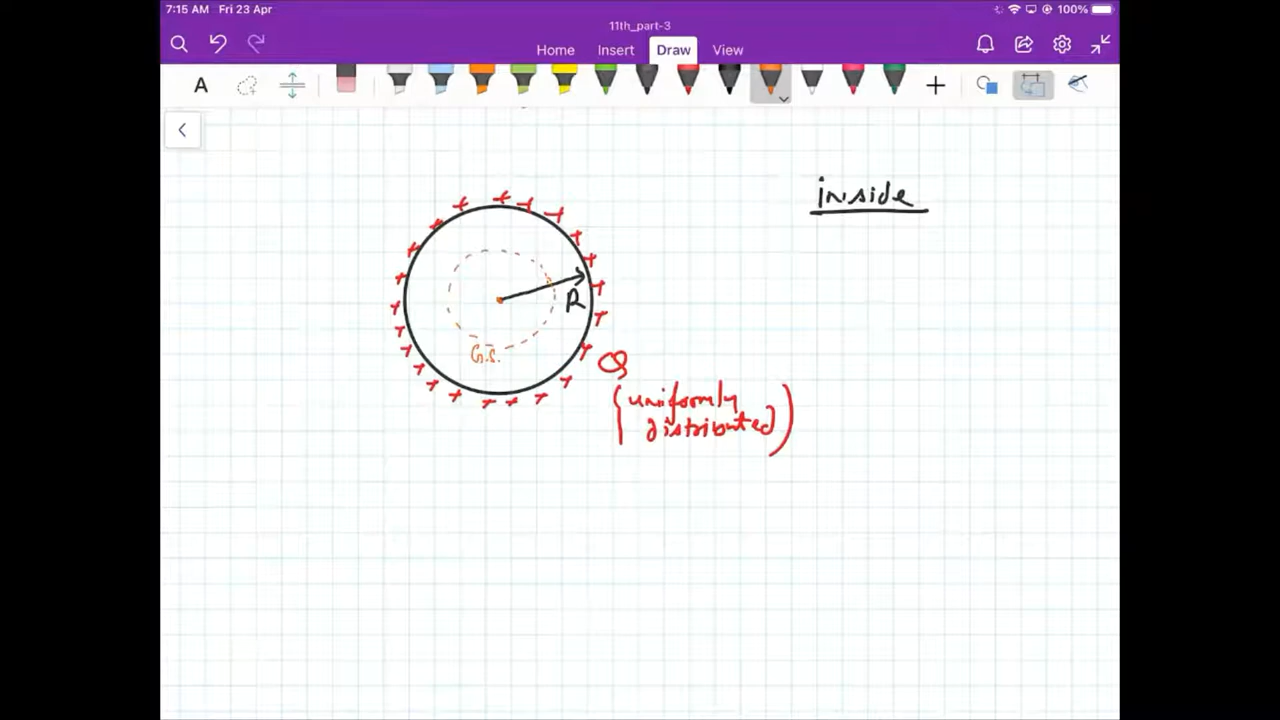 7:15 AM Fri 23 Apr
100%
11th_part-3
Home Insert Draw View
A
inside
R
G.S.
Q
(uniformly
distributed)